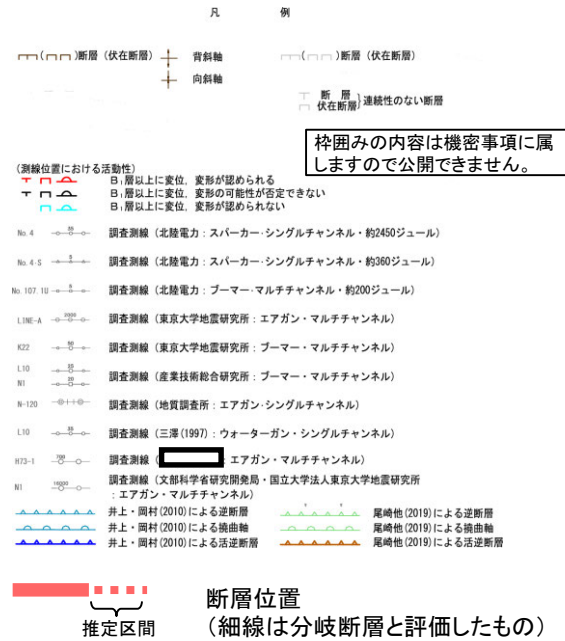 凡 例
( )断層（伏在断層） 背斜軸 ( )断層（伏在断層）
向斜軸
断 層
伏在断層 }連続性のない断層
枠囲みの内容は機密事項に属
しますので公開できません。
(測線位置における活動性)
B₁層以上に変位，変形が認められる
B₁層以上に変位，変形の可能性が否定できない
B₁層以上に変位，変形が認められない
No.4 調査測線（北陸電力：スパーカー・シングルチャンネル・約2450ジュール）
No.4-S 調査測線（北陸電力：スパーカー・シングルチャンネル・約360ジュール）
No.107.1U 調査測線（北陸電力：ブーマー・マルチチャンネル・約200ジュール）
LINE-A 2000 調査測線（東京大学地震研究所：エアガン・マルチチャンネル）
K22 調査測線（東京大学地震研究所：ブーマー・マルチチャンネル）
L10
調査測線（産業技術総合研究所：ブーマー・マルチチャンネル）
N1
N-120 調査測線（地質調査所：エアガン・シングルチャンネル）
L10 調査測線（三澤(1997)：ウォーターガン・シングルチャンネル）
H73-1 700 調査測線（ ：エアガン・マルチチャンネル）
N1 調査測線（文部科学省研究開発局・国立大学法人東京大学地震研究所
：エアガン・マルチチャンネル）
井上・岡村(2010)による逆断層 尾崎他(2019)による逆断層
井上・岡村(2010)による撓曲軸 尾崎他(2019)による撓曲軸
井上・岡村(2010)による活逆断層 尾崎他(2019)による活逆断層
断層位置
推定区間 （細線は分岐断層と評価したもの）